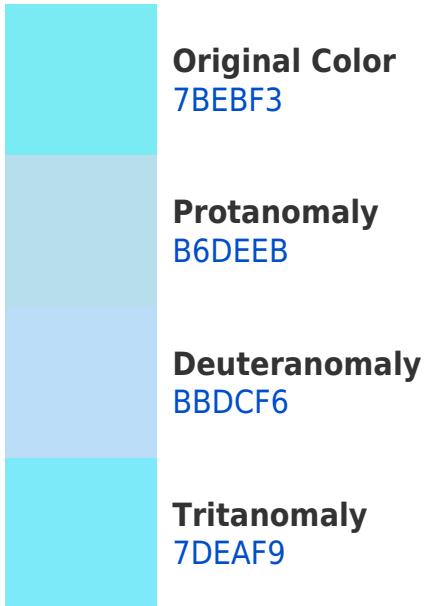 Original Color
7BEBF3
Protanomaly
B6DEEB
Deuteranomaly
BBDCF6
Tritanomaly
7DEAF9